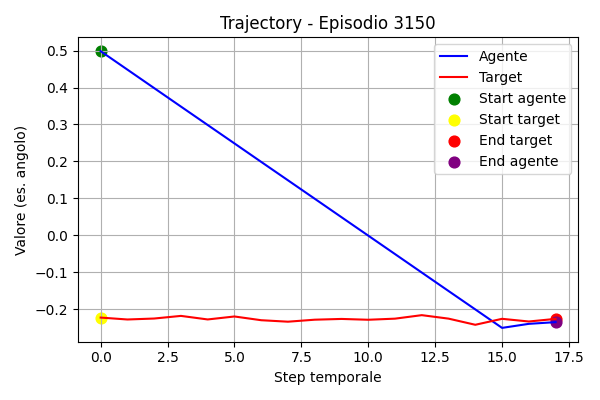 Trajectory - Episodio 3150
Valore (es. angolo)
0.5
0.4
0.3
0.2
0.1
0.0
−0.1
−0.2
Agente
Target
Start agente
Start target
End target
End agente
0.0 2.5 5.0 7.5 10.0 12.5 15.0 17.5
Step temporale